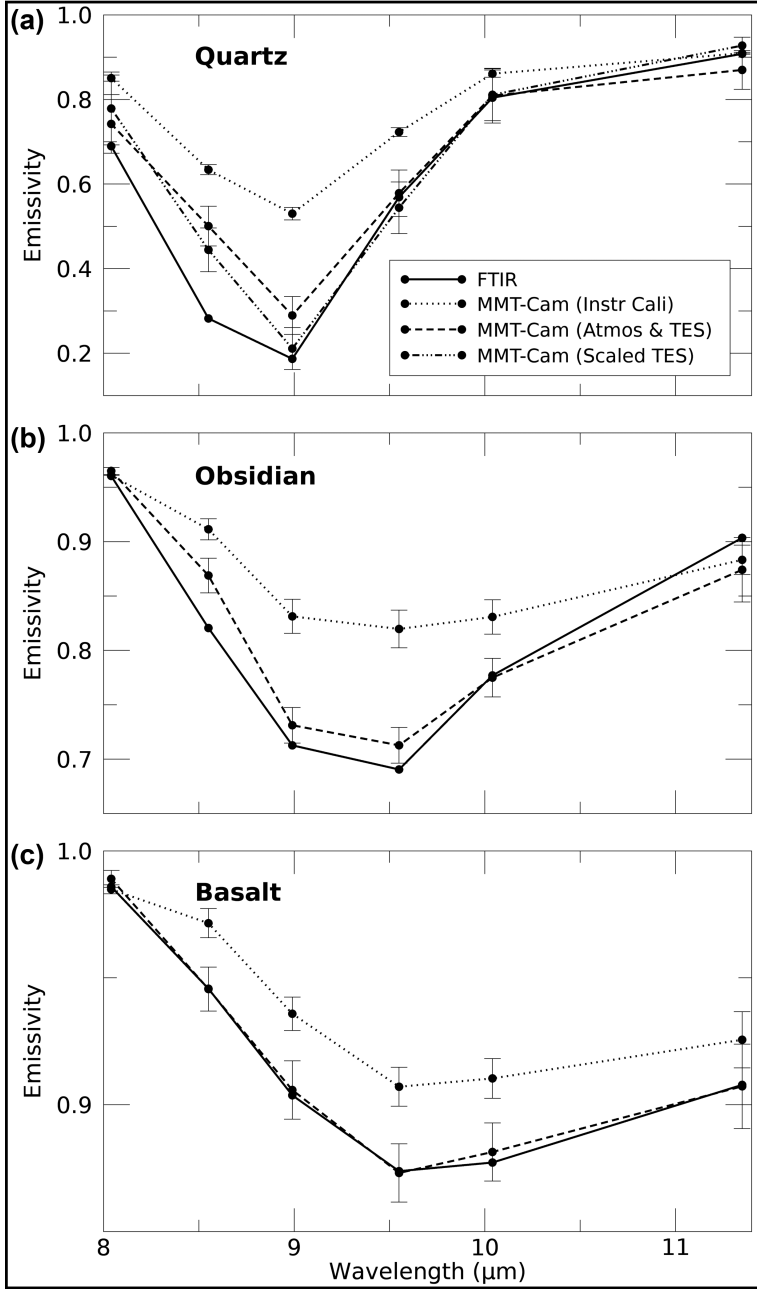 (a)
Quartz
1.0
0.8
0.6
0.4
0.2
Emissivity
FTIR
MMT-Cam (Instr Cali)
MMT-Cam (Atmos & TES)
MMT-Cam (Scaled TES)
(b)
Obsidian
1.0
0.9
0.8
0.7
Emissivity
(c)
Basalt
1.0
0.9
Emissivity
8 9 10 11
Wavelength (μm)